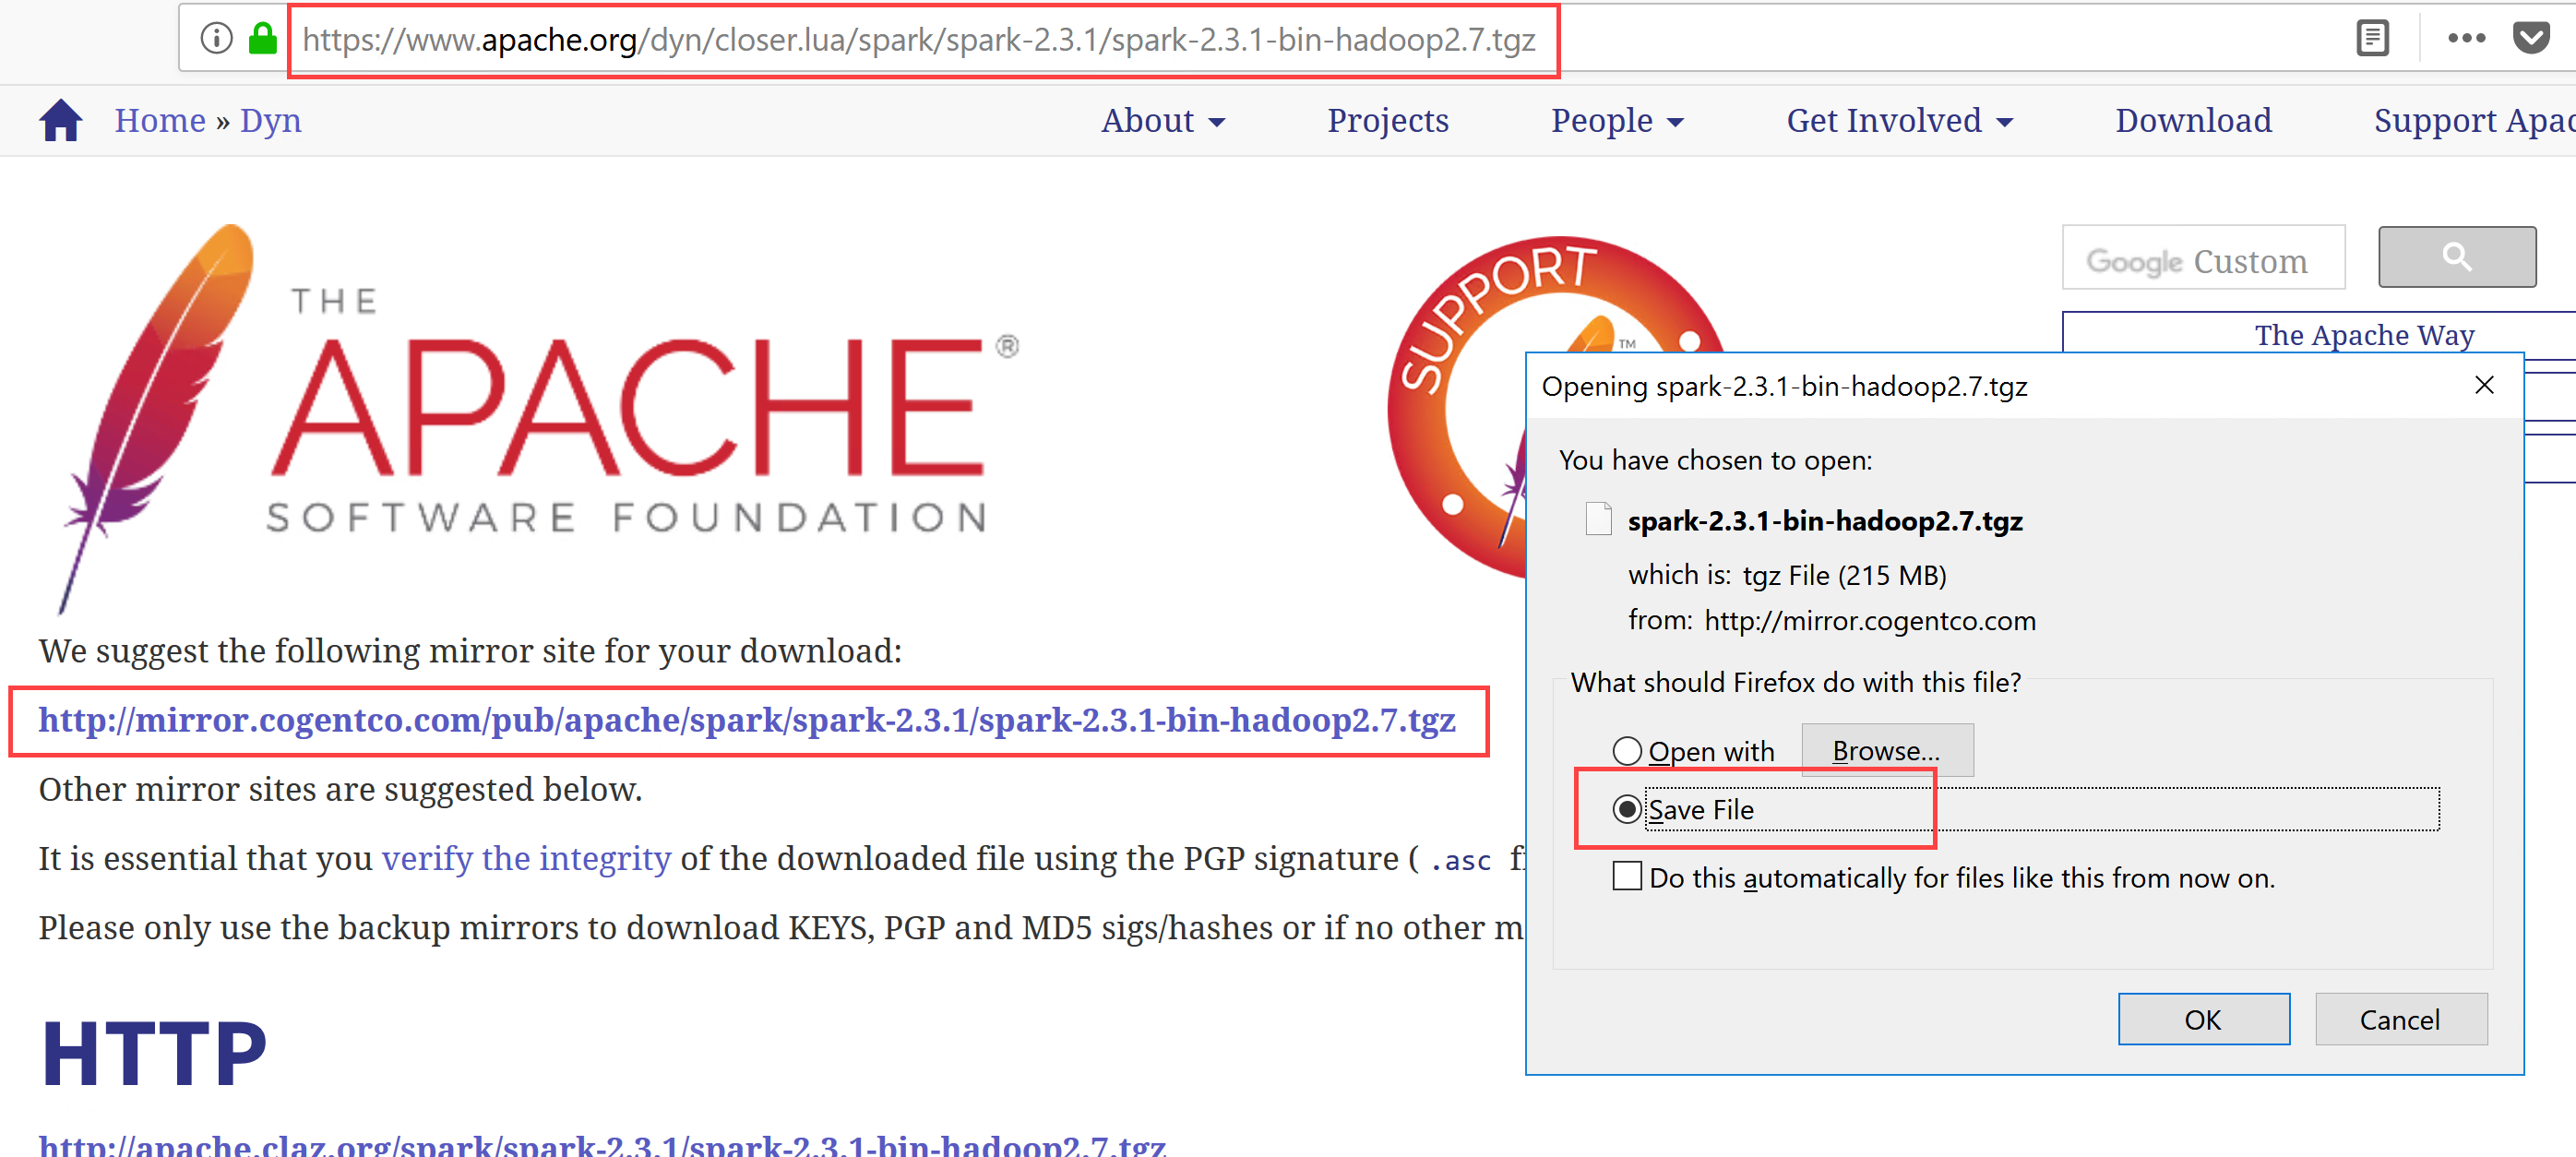 https://www.apache.org/dyn/closer.lua/spark/spark-2.3.1/spark-2.3.1-bin-hadoop2.7.tgz
Home » Dyn
About
Projects
People
Get Involved
Download
Support Apac
THE
APACHE®
SOFTWARE FOUNDATION
SUPPORT
™
Google Custom
The Apache Way
We suggest the following mirror site for your download:
http://mirror.cogentco.com/pub/apache/spark/spark-2.3.1/spark-2.3.1-bin-hadoop2.7.tgz
Other mirror sites are suggested below.
It is essential that you verify the integrity of the downloaded file using the PGP signature ( .asc
Please only use the backup mirrors to download KEYS, PGP and MD5 sigs/hashes or if no other m
HTTP
http://apache.claz.org/spark/spark-2.3.1/spark-2.3.1-bin-hadoop2.7.tgz
Opening spark-2.3.1-bin-hadoop2.7.tgz
You have chosen to open:
spark-2.3.1-bin-hadoop2.7.tgz
which is: tgz File (215 MB)
from: http://mirror.cogentco.com
What should Firefox do with this file?
Open with
Browse...
Save File
Do this automatically for files like this from now on.
OK
Cancel